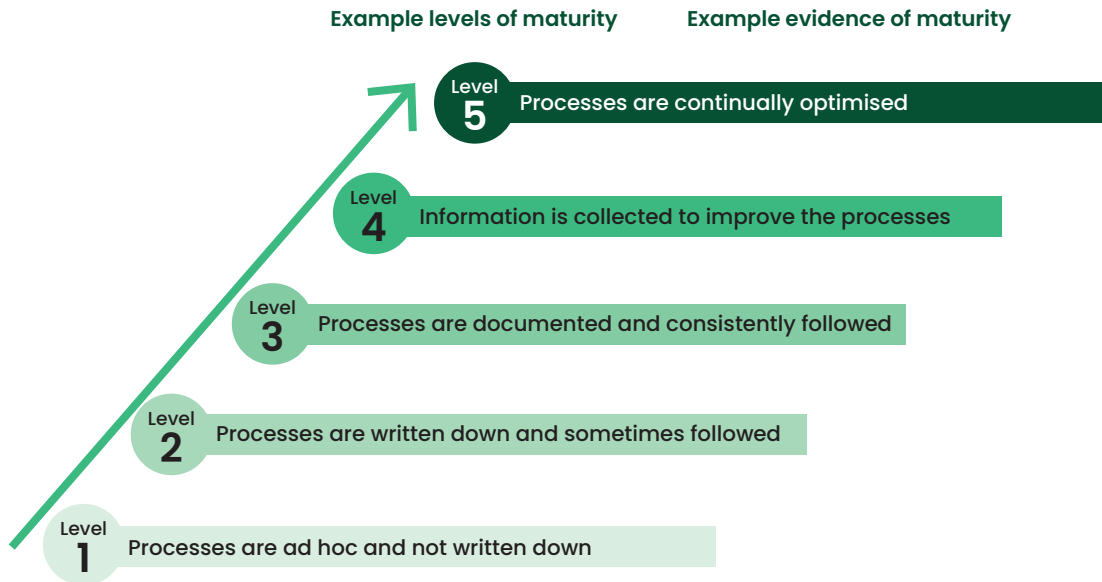 Example levels of maturity
Example evidence of maturity
Level
5
Processes are continually optimised
Level
4
Information is collected to improve the processes
Level
3
Processes are documented and consistently followed
Level
2
Processes are written down and sometimes followed
Level
1
Processes are ad hoc and not written down